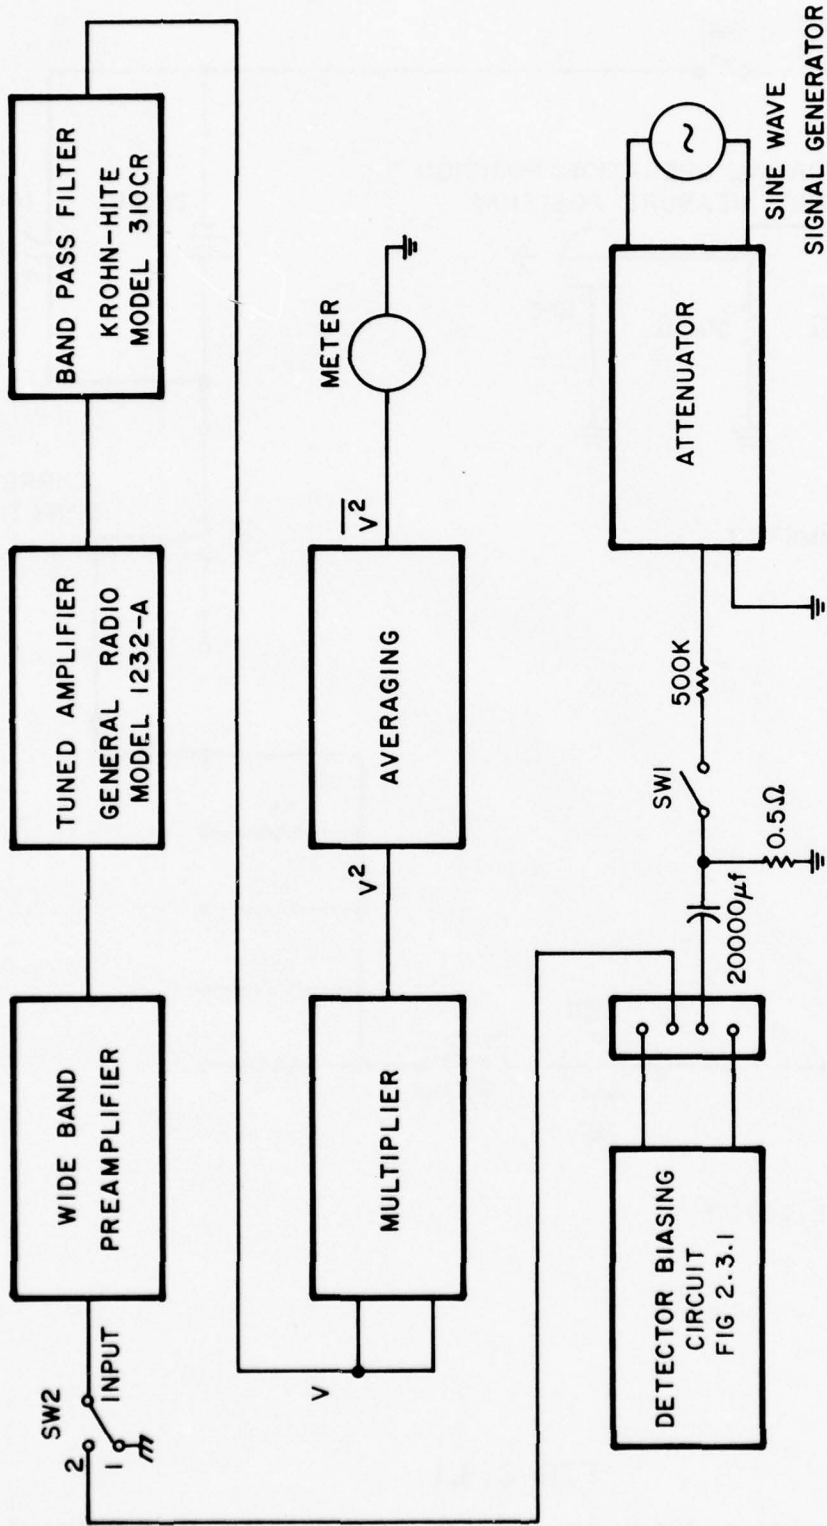 SW2
2
1
INPUT
WIDE BAND
PREAMPLIFIER
TUNED AMPLIFIER
GENERAL RADIO
MODEL 1232-A
BAND PASS FILTER
KROHN-HITE
MODEL 310CR
V
MULTIPLIER
V²
AVERAGING
V̅²̅
METER
DETECTOR BIASING
CIRCUIT
FIG 2.3.1
20000μf
0.5Ω
SW1
500K
ATTENUATOR
~
SINE WAVE
SIGNAL GENERATOR